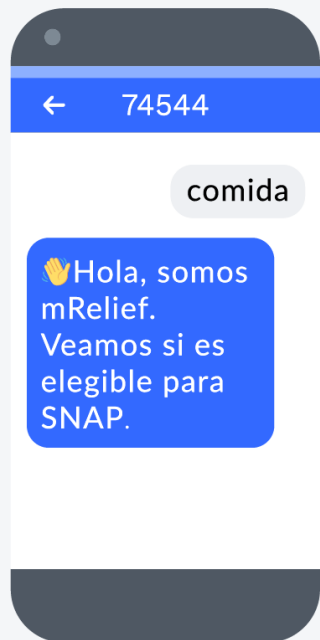 74544
comida
👋Hola, somos
mRelief.
Veamos si es
elegible para
SNAP.